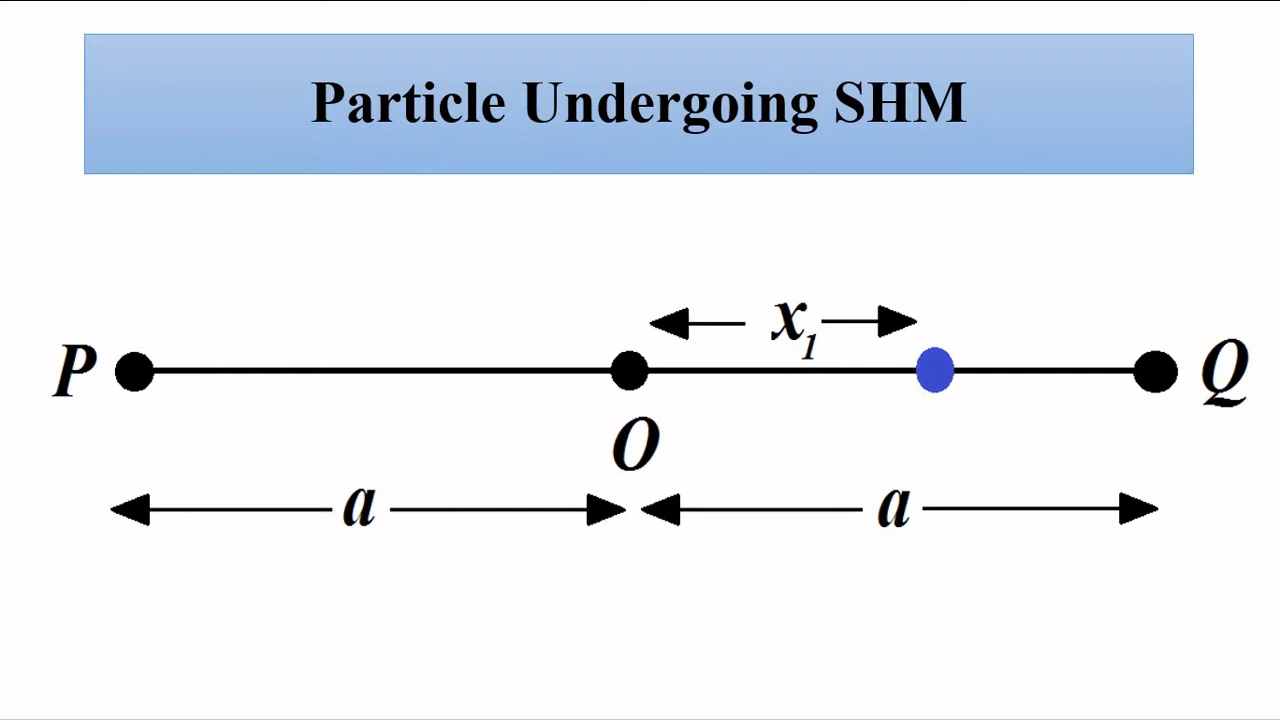 Particle Undergoing SHM
x₁
P Q
O
a a